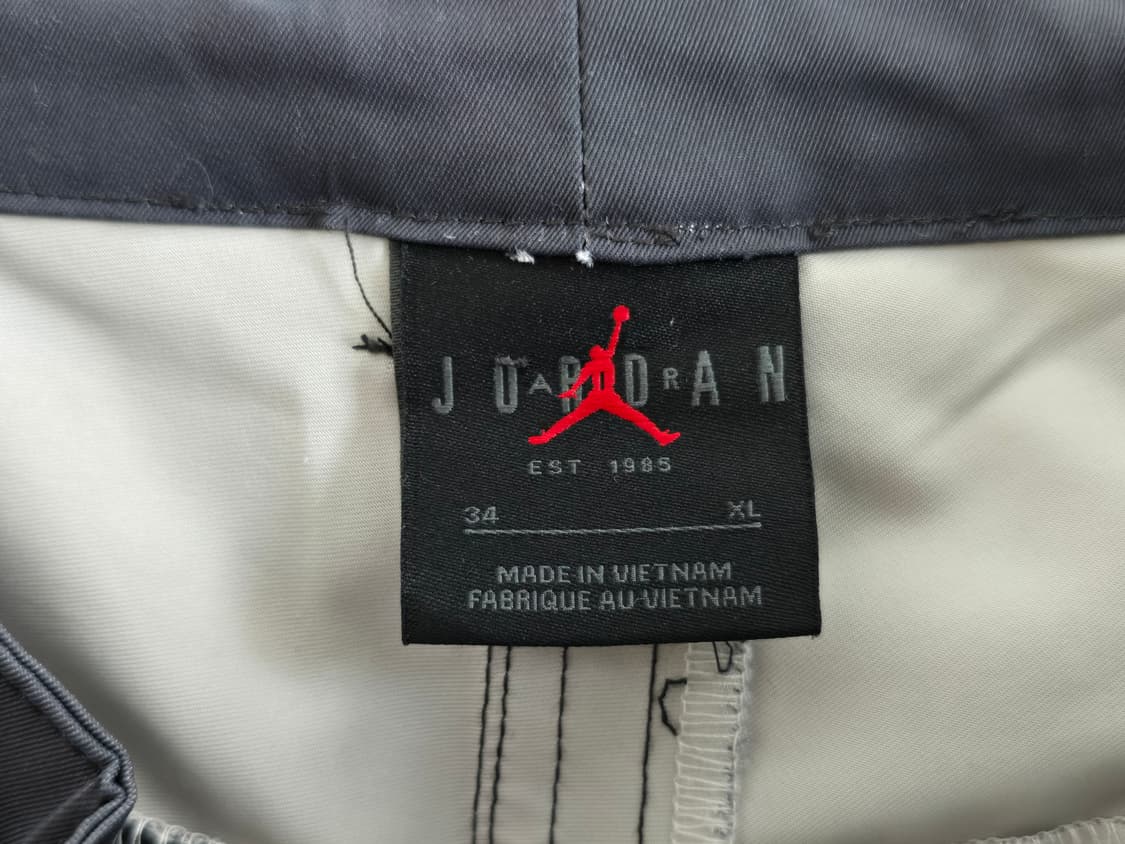 JORDAN
AIR
EST 1985
34 XL
MADE IN VIETNAM
FABRIQUE AU VIETNAM